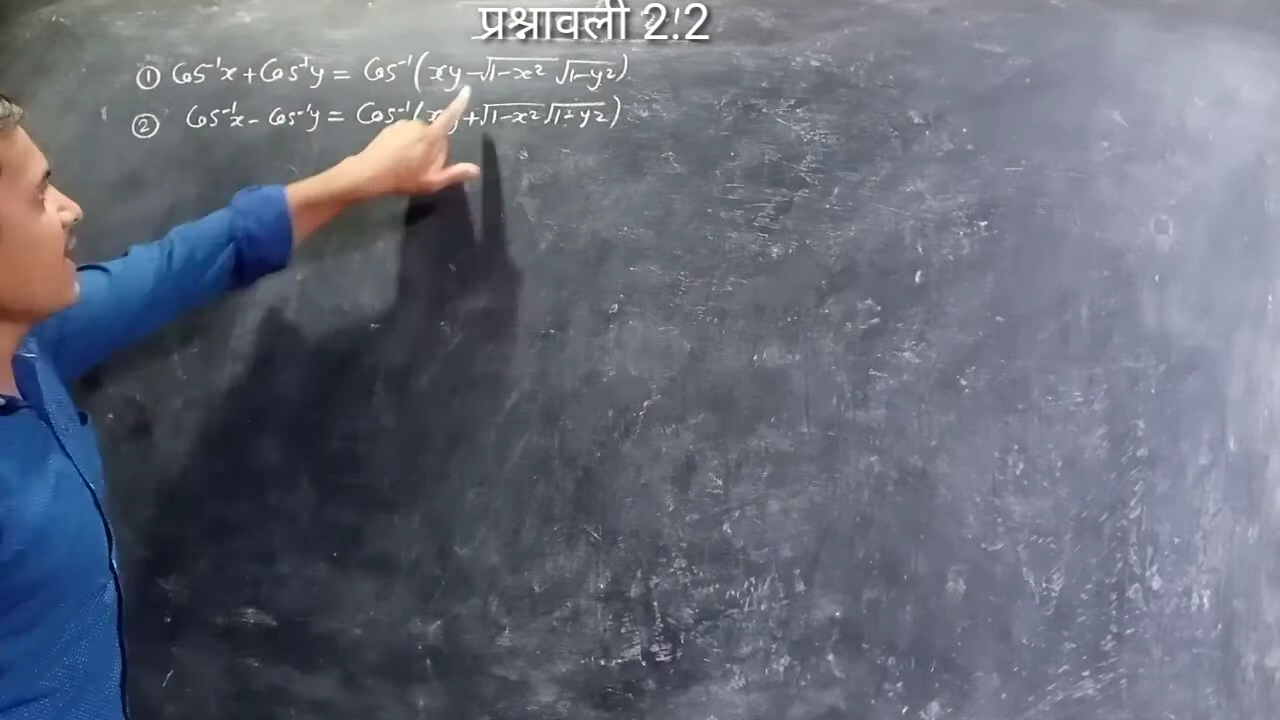 प्रश्नावली 2.2
① Cos⁻¹x + Cos⁻¹y = Cos⁻¹(xy - √1-x² √1-y²)
② Cos⁻¹x - Cos⁻¹y = Cos⁻¹(xy + √1-x² √1-y²)